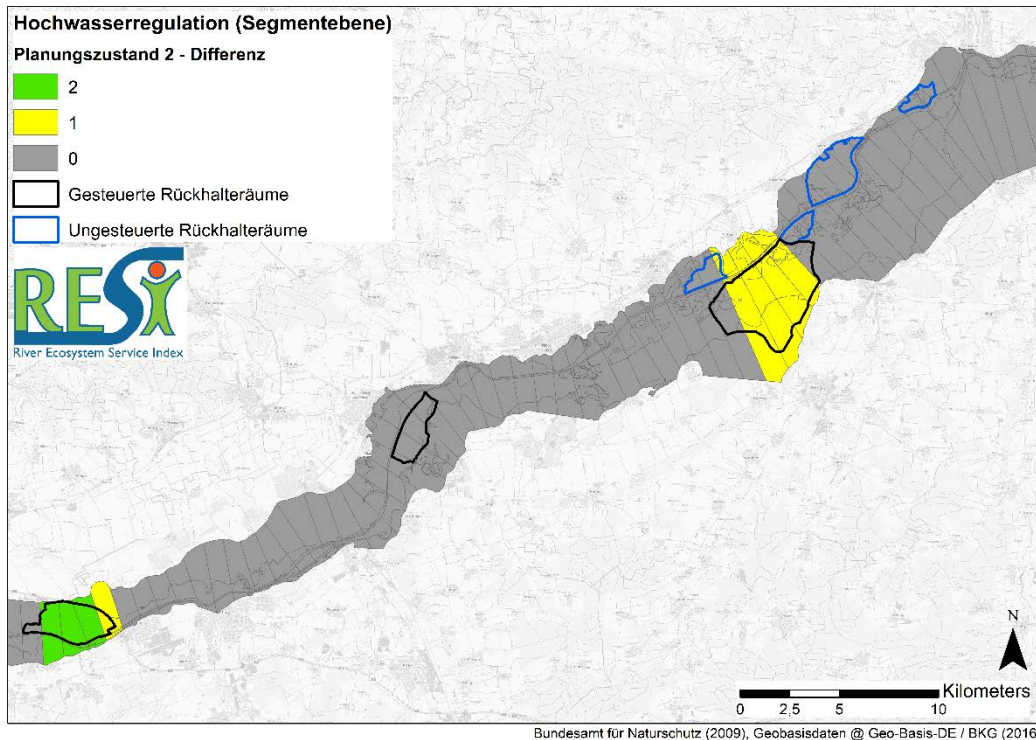 Hochwasserregulation (Segmentebene)
Planungszustand 2 - Differenz
2
1
0
Gesteuerte Rückhalteräume
Ungesteuerte Rückhalteräume
RESI
River Ecosystem Service Index
N
Kilometers
0 2,5 5 10
Bundesamt für Naturschutz (2009), Geobasisdaten @ Geo-Basis-DE / BKG (2016